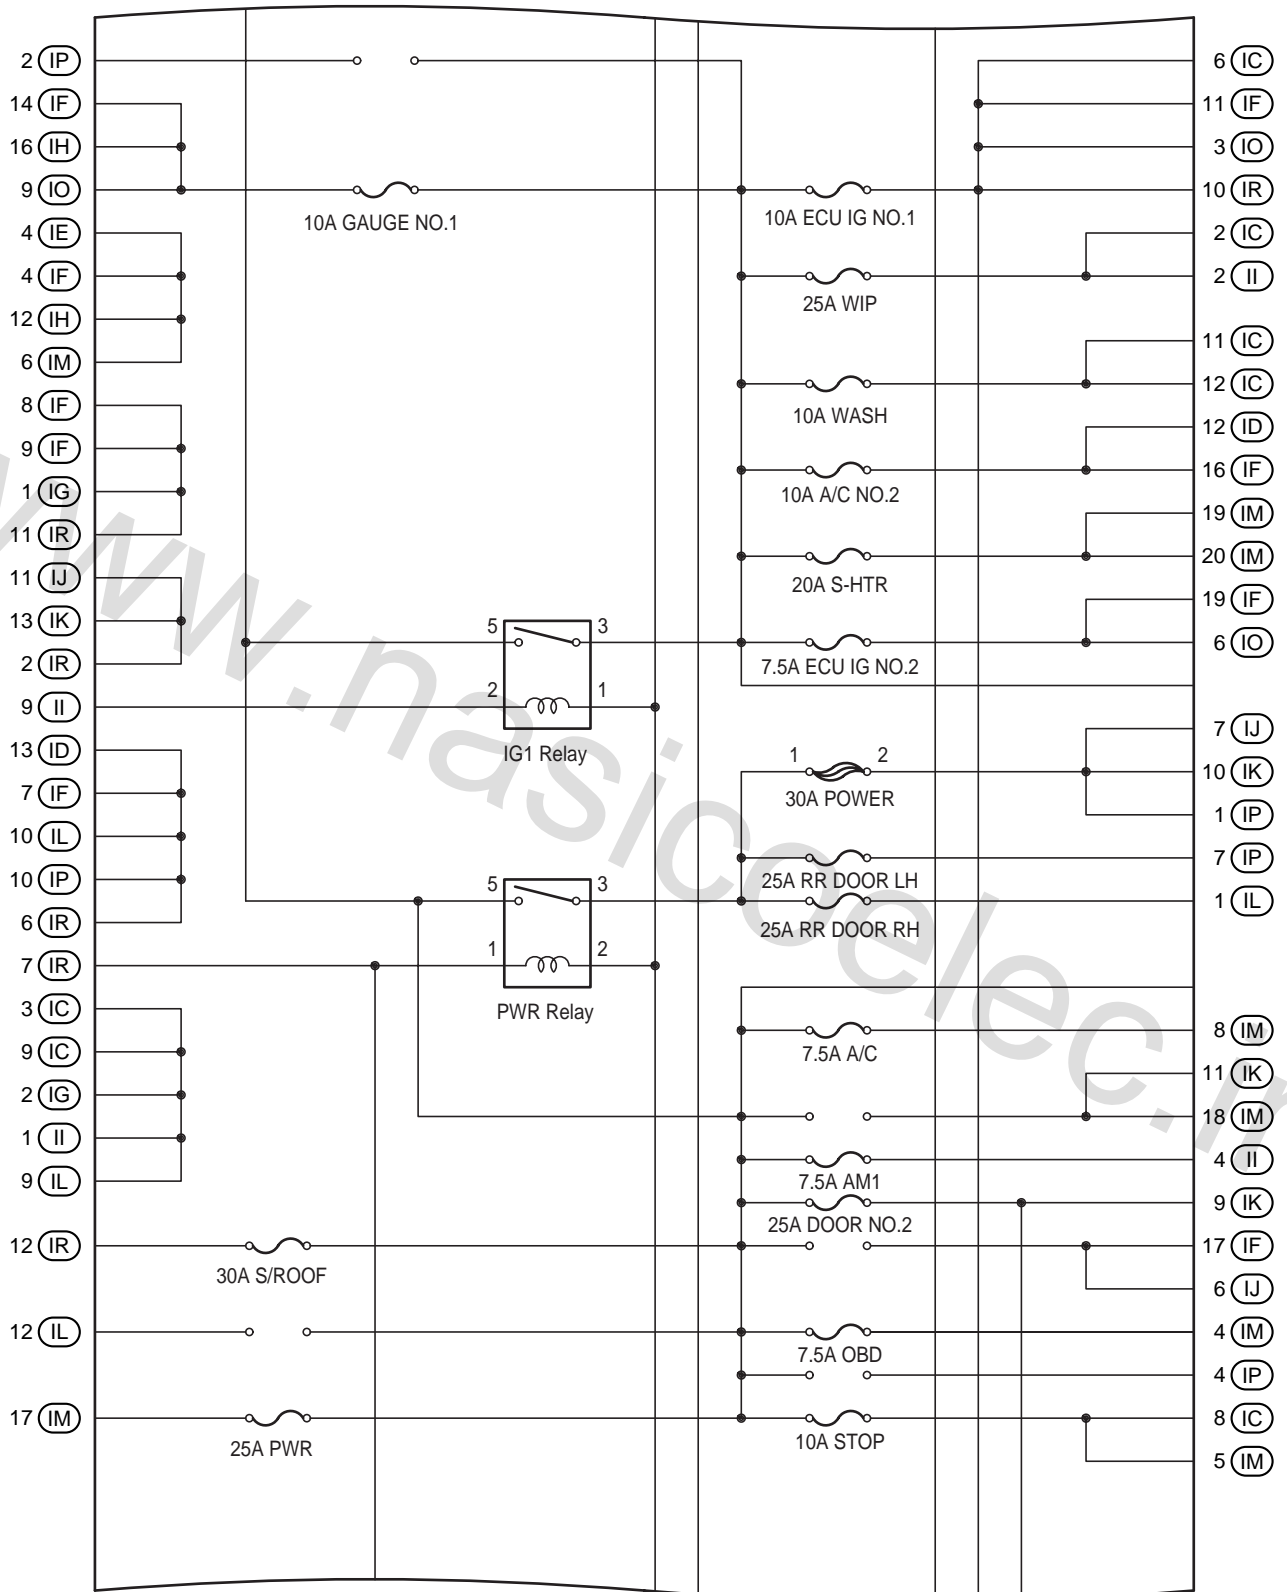 2 IP
6 IC
14 IF
11 IF
16 IH
3 IO
9 IO
10 IR
10A GAUGE NO.1
10A ECU IG NO.1
4 IE
2 IC
4 IF
2 II
25A WIP
12 IH
11 IC
6 IM
12 IC
8 IF
10A WASH
12 ID
9 IF
16 IF
1 IG
10A A/C NO.2
19 IM
11 IR
20 IM
11 IJ
20A S-HTR
19 IF
13 IK
5 3
6 IO
2 IR
7.5A ECU IG NO.2
9 II
2 1
7 IJ
13 ID
IG1 Relay
1 2
10 IK
7 IF
30A POWER
1 IP
10 IL
7 IP
10 IP
25A RR DOOR LH
5 3
1 IL
6 IR
25A RR DOOR RH
7 IR
1 2
3 IC
PWR Relay
8 IM
9 IC
7.5A A/C
11 IK
2 IG
18 IM
1 II
4 II
9 IL
7.5A AM1
9 IK
25A DOOR NO.2
12 IR
17 IF
30A S/ROOF
6 IJ
12 IL
4 IM
7.5A OBD
4 IP
17 IM
8 IC
25A PWR
10A STOP
5 IM
www.nasicoelec.ir